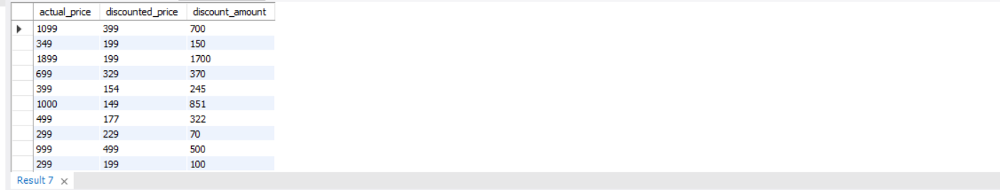 actual_price discounted_price discount_amount
1099 399 700
349 199 150
1899 199 1700
699 329 370
399 154 245
1000 149 851
499 177 322
299 229 70
999 499 500
299 199 100
Result 7